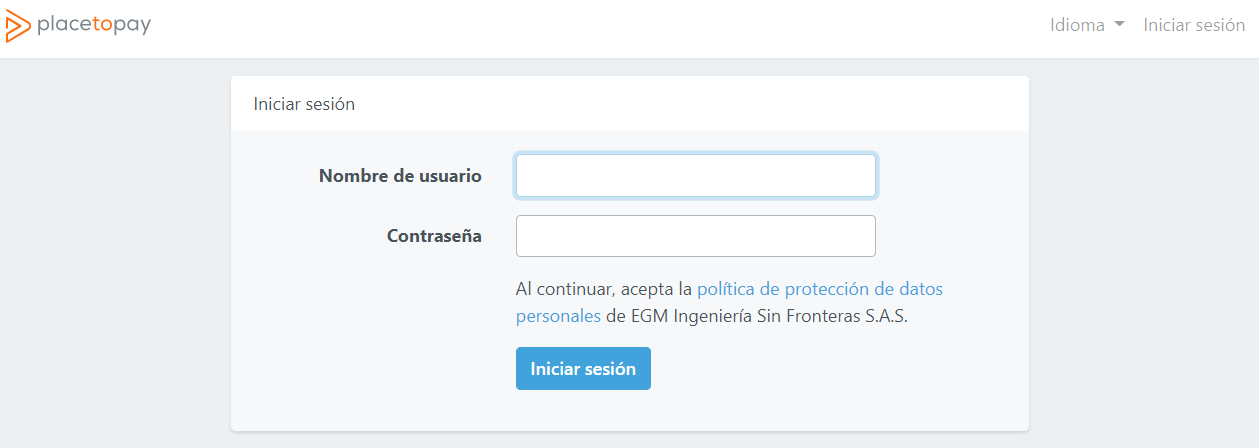 placetopay
Idioma
Iniciar sesión
Iniciar sesión
Nombre de usuario
Contraseña
Al continuar, acepta la política de protección de datos
personales de EGM Ingeniería Sin Fronteras S.A.S.
Iniciar sesión